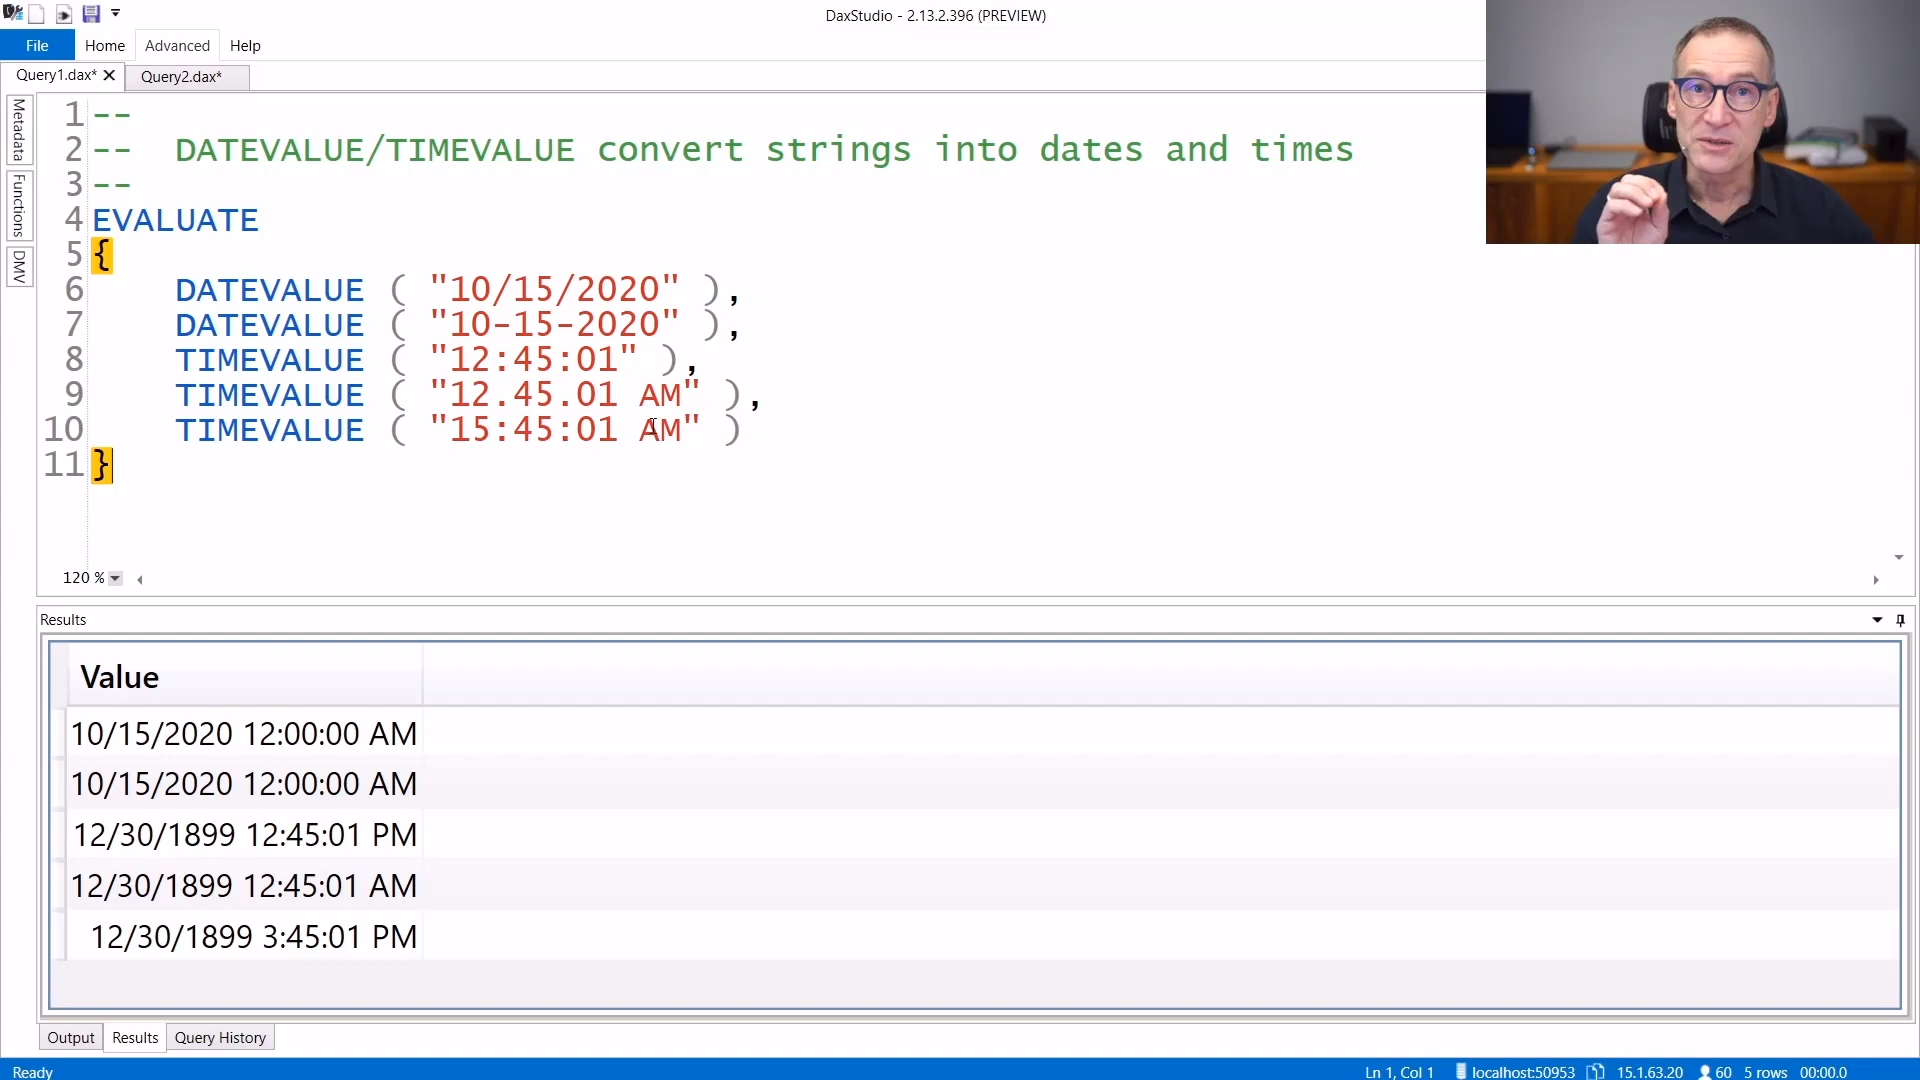 DaxStudio - 2.13.2.396 (PREVIEW)
File Home Advanced Help
Query1.dax* Query2.dax*
Metadata
Functions
DMV
1 --
2 -- DATEVALUE/TIMEVALUE convert strings into dates and times
3 --
4 EVALUATE
5 {
6 DATEVALUE ( "10/15/2020" ),
7 DATEVALUE ( "10-15-2020" ),
8 TIMEVALUE ( "12:45:01" ),
9 TIMEVALUE ( "12.45.01 AM" ),
10 TIMEVALUE ( "15:45:01 AM" )
11 }
120 %
Results
Value
10/15/2020 12:00:00 AM
10/15/2020 12:00:00 AM
12/30/1899 12:45:01 PM
12/30/1899 12:45:01 AM
12/30/1899 3:45:01 PM
Output Results Query History
Ready Ln 1, Col 1 localhost:50953 15.1.63.20 60 5 rows 00:00.0